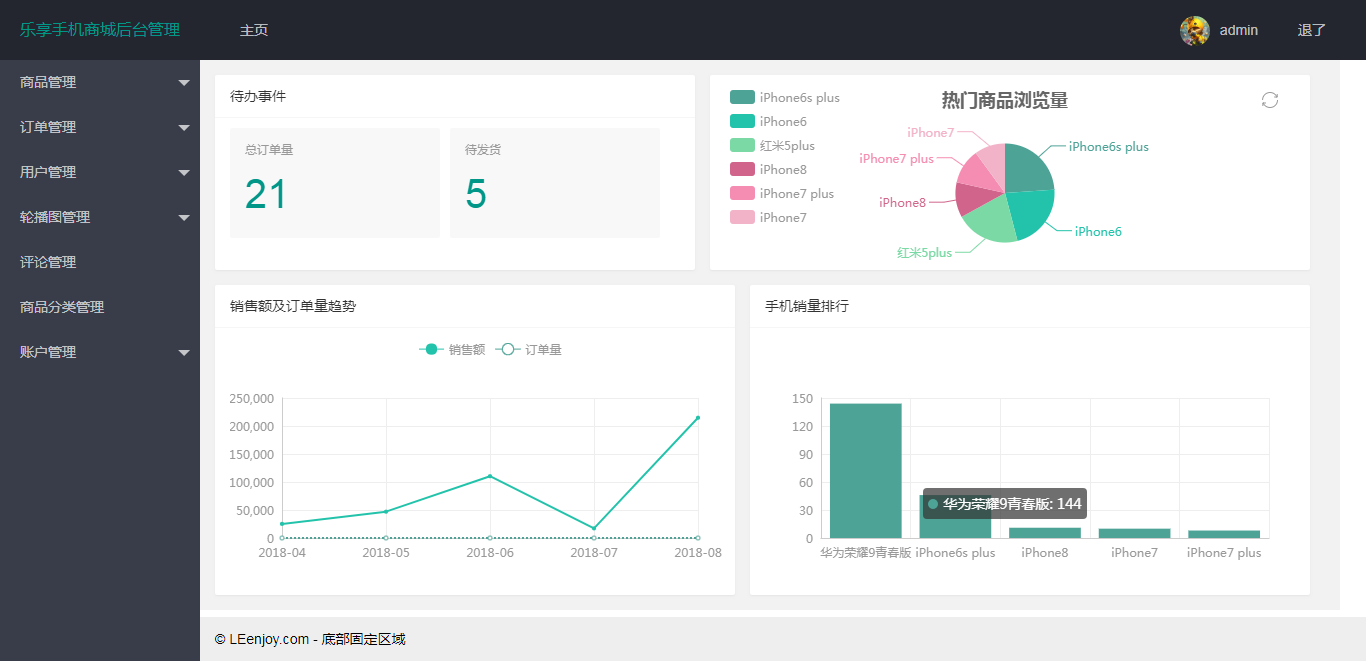 乐享手机商城后台管理
主页
admin
退了
商品管理
订单管理
用户管理
轮播图管理
评论管理
商品分类管理
账户管理
待办事件
总订单量
21
待发货
5
热门商品浏览量
iPhone6s plus
iPhone6
红米5plus
iPhone8
iPhone7 plus
iPhone7
iPhone7
iPhone7 plus
iPhone8
红米5plus
iPhone6s plus
iPhone6
销售额及订单量趋势
销售额
订单量
250,000
200,000
150,000
100,000
50,000
0
2018-04
2018-05
2018-06
2018-07
2018-08
手机销量排行
150
120
90
60
30
0
华为荣耀9青春版: 144
华为荣耀9青春版
iPhone6s plus
iPhone8
iPhone7
iPhone7 plus
© LEenjoy.com - 底部固定区域